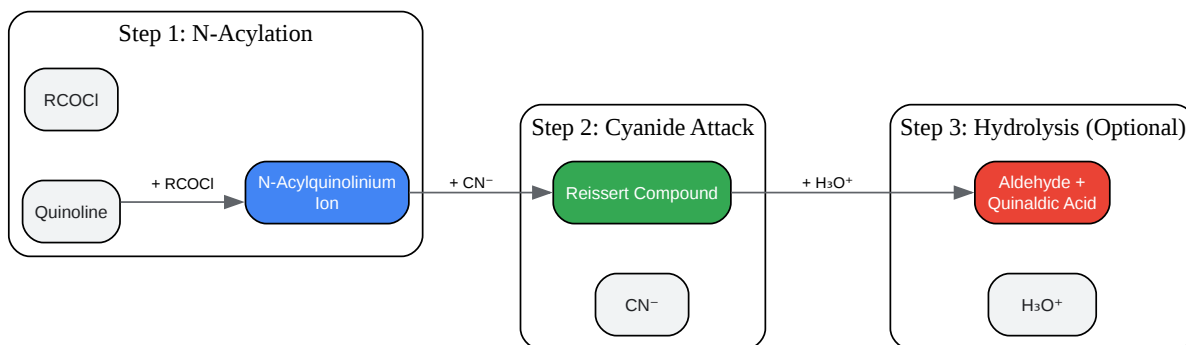 Step 1: N-Acylation
RCOCl
Quinoline
+ RCOCl
N-Acylquinolinium
Ion
+ CN⁻
Step 2: Cyanide Attack
Reissert Compound
CN⁻
+ H₃O⁺
Step 3: Hydrolysis (Optional)
Aldehyde +
Quinaldic Acid
H₃O⁺